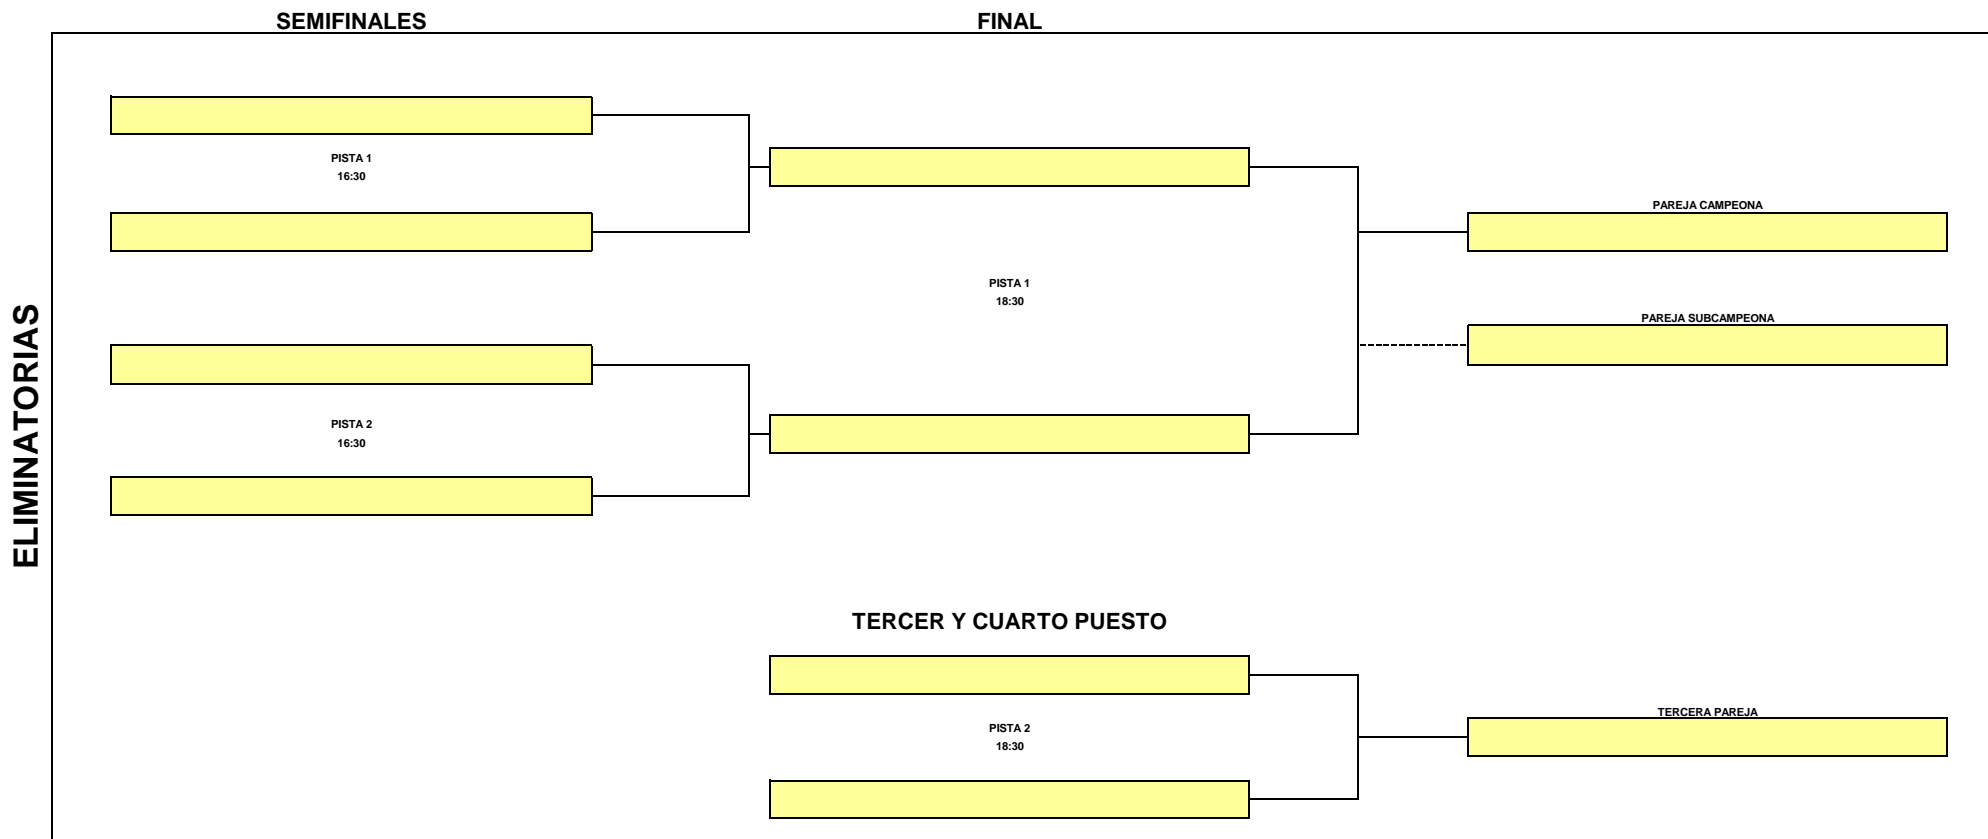 SEMIFINALES
FINAL
ELIMINATORIAS
PISTA 1
16:30
PISTA 1
18:30
PAREJA CAMPEONA
PAREJA SUBCAMPEONA
PISTA 2
16:30
TERCER Y CUARTO PUESTO
PISTA 2
18:30
TERCERA PAREJA